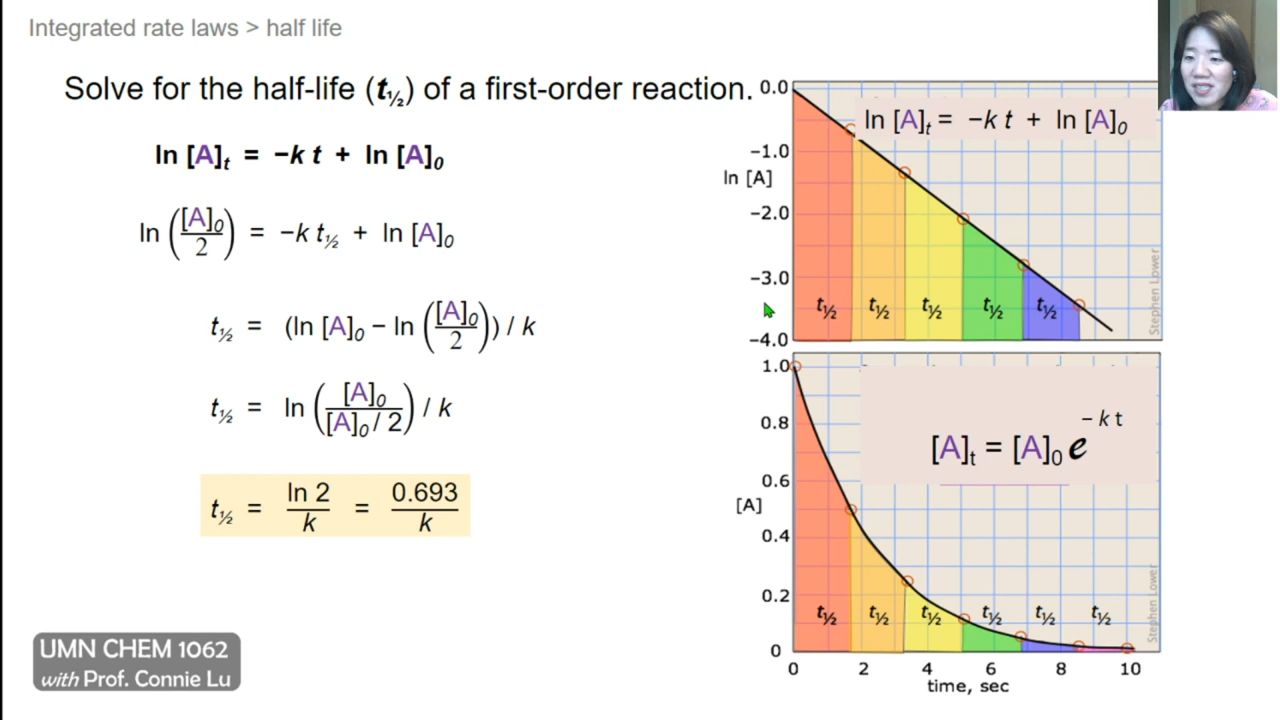 Integrated rate laws > half life
Solve for the half-life (t½) of a first-order reaction.
ln [A]t = −k t + ln [A]0
ln ([A]0 / 2) = −k t½ + ln [A]0
t½ = (ln [A]0 − ln ([A]0 / 2)) / k
t½ = ln ([A]0 / [A]0 / 2) / k
t½ = ln 2 / k = 0.693 / k
UMN CHEM 1062
with Prof. Connie Lu
ln [A]t = −k t + ln [A]0
0.0
−1.0
ln [A]
−2.0
−3.0
−4.0
t½ t½ t½ t½ t½
Stephen Lower
[A]t = [A]0 e − k t
1.0
0.8
0.6
[A]
0.4
0.2
0
t½ t½ t½ t½ t½ t½
Stephen Lower
0 2 4 6 8 10
time, sec